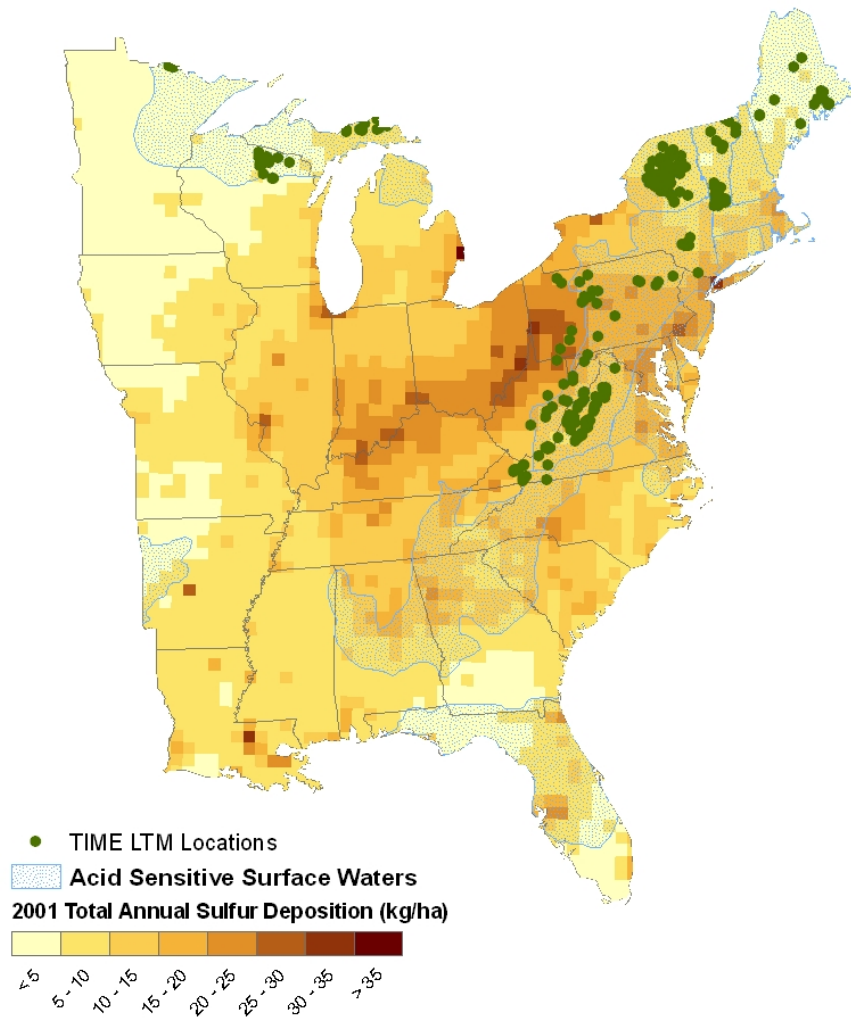 TIME LTM Locations
Acid Sensitive Surface Waters
2001 Total Annual Sulfur Deposition (kg/ha)
< 5
5 - 10
10 - 15
15 - 20
20 - 25
25 - 30
30 - 35
> 35